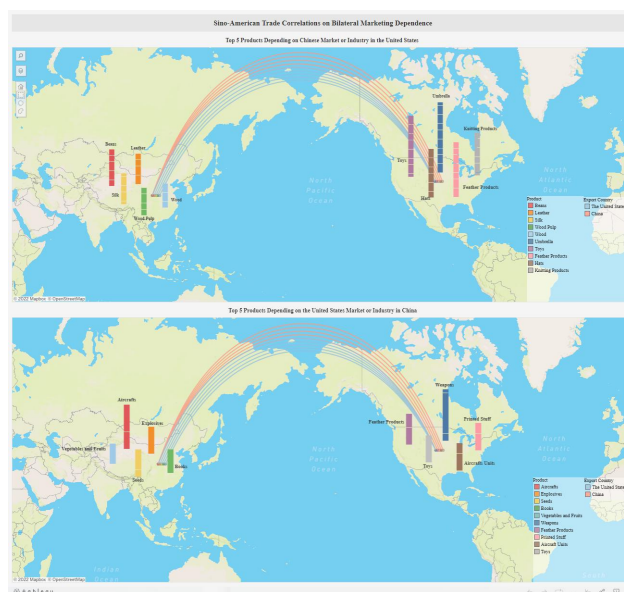 Sino-American Trade Correlations on Bilateral Marketing Dependence
Top 5 Products Depending on Chinese Market or Industry in the United States
Umbrella
Beans
Leather
Knitting Products
Toys
North
Pacific
Ocean
North
Atlantic
Ocean
Silk
Wood
Feather Products
Hats
Wood Pulp
Product
Beans
Leather
Silk
Wood Pulp
Wood
Umbrella
Toys
Feather Products
Hats
Knitting Products
Export Country
The United States
China
© 2022 Mapbox © OpenStreetMap
Top 5 Products Depending on the United States Market or Industry in China
Weapons
Aircrafts
Feather Products
Printed Stuff
Explosives
Vegetables and Fruits
North
Pacific
Ocean
North
Atlantic
Ocean
Books
Toys
Aircraft Units
Seeds
Product
Aircrafts
Explosives
Seeds
Books
Vegetables and Fruits
Weapons
Feather Products
Printed Stuff
Aircraft Units
Toys
Export Country
The United States
China
Indian
Ocean
© 2022 Mapbox © OpenStreetMap